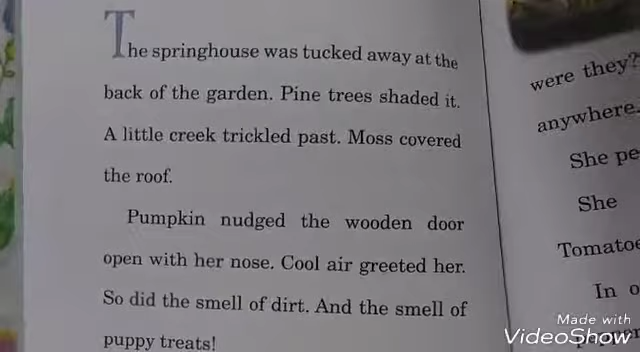 The springhouse was tucked away at the
back of the garden. Pine trees shaded it.
A little creek trickled past. Moss covered
the roof.
Pumpkin nudged the wooden door
open with her nose. Cool air greeted her.
So did the smell of dirt. And the smell of
puppy treats!
were they?
anywhere.
She pe
She
Tomatoe
In o
pepper
Made with
VideoShow